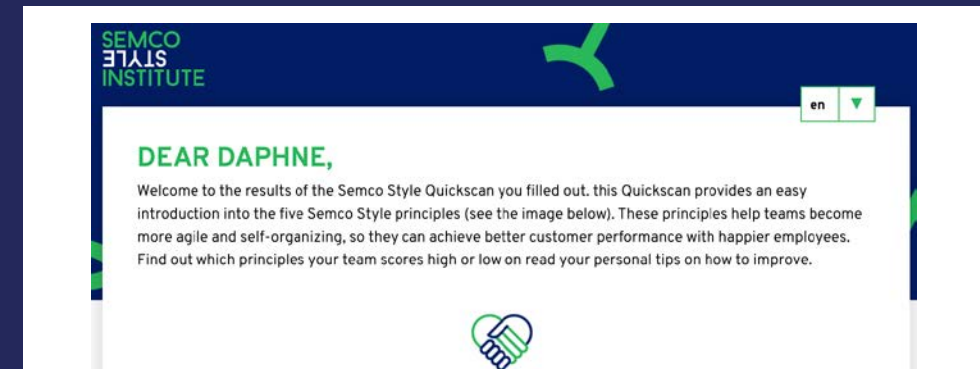 SEMCO
STYLE
INSTITUTE
en
DEAR DAPHNE,
Welcome to the results of the Semco Style Quickscan you filled out. this Quickscan provides an easy
introduction into the five Semco Style principles (see the image below). These principles help teams become
more agile and self-organizing, so they can achieve better customer performance with happier employees.
Find out which principles your team scores high or low on read your personal tips on how to improve.